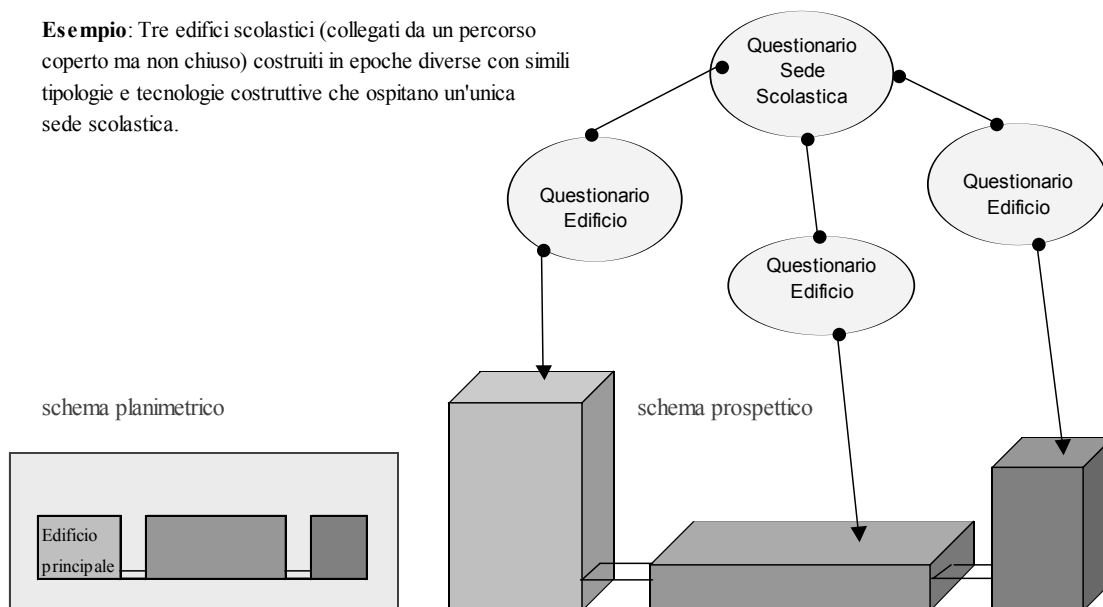 Esempio: Tre edifici scolastici (collegati da un percorso
coperto ma non chiuso) costruiti in epoche diverse con simili
tipologie e tecnologie costruttive che ospitano un'unica
sede scolastica.
Questionario
Sede
Scolastica
Questionario
Edificio
Questionario
Edificio
Questionario
Edificio
schema planimetrico
schema prospettico
Edificio
principale